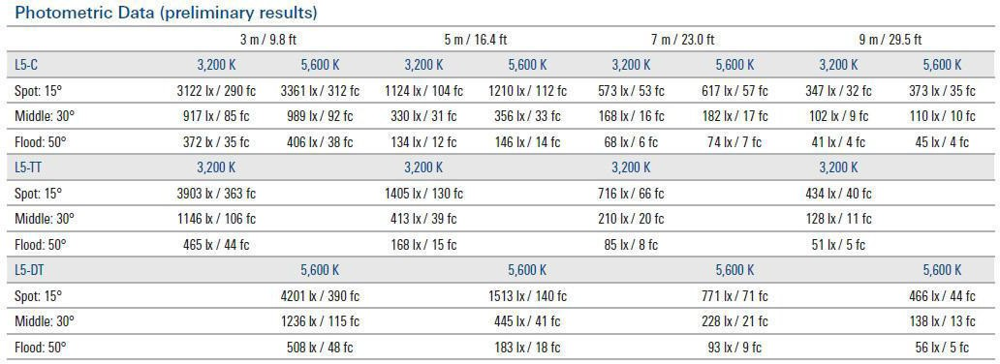 Photometric Data (preliminary results)
3 m / 9.8 ft 5 m / 16.4 ft 7 m / 23.0 ft 9 m / 29.5 ft
L5-C 3,200 K 5,600 K 3,200 K 5,600 K 3,200 K 5,600 K 3,200 K 5,600 K
Spot: 15° 3122 lx / 290 fc 3361 lx / 312 fc 1124 lx / 104 fc 1210 lx / 112 fc 573 lx / 53 fc 617 lx / 57 fc 347 lx / 32 fc 373 lx / 35 fc
Middle: 30° 917 lx / 85 fc 989 lx / 92 fc 330 lx / 31 fc 356 lx / 33 fc 168 lx / 16 fc 182 lx / 17 fc 102 lx / 9 fc 110 lx / 10 fc
Flood: 50° 372 lx / 35 fc 406 lx / 38 fc 134 lx / 12 fc 146 lx / 14 fc 68 lx / 6 fc 74 lx / 7 fc 41 lx / 4 fc 45 lx / 4 fc
L5-TT 3,200 K 3,200 K 3,200 K 3,200 K
Spot: 15° 3903 lx / 363 fc 1405 lx / 130 fc 716 lx / 66 fc 434 lx / 40 fc
Middle: 30° 1146 lx / 106 fc 413 lx / 39 fc 210 lx / 20 fc 128 lx / 11 fc
Flood: 50° 465 lx / 44 fc 168 lx / 15 fc 85 lx / 8 fc 51 lx / 5 fc
L5-DT 5,600 K 5,600 K 5,600 K 5,600 K
Spot: 15° 4201 lx / 390 fc 1513 lx / 140 fc 771 lx / 71 fc 466 lx / 44 fc
Middle: 30° 1236 lx / 115 fc 445 lx / 41 fc 228 lx / 21 fc 138 lx / 13 fc
Flood: 50° 508 lx / 48 fc 183 lx / 18 fc 93 lx / 9 fc 56 lx / 5 fc